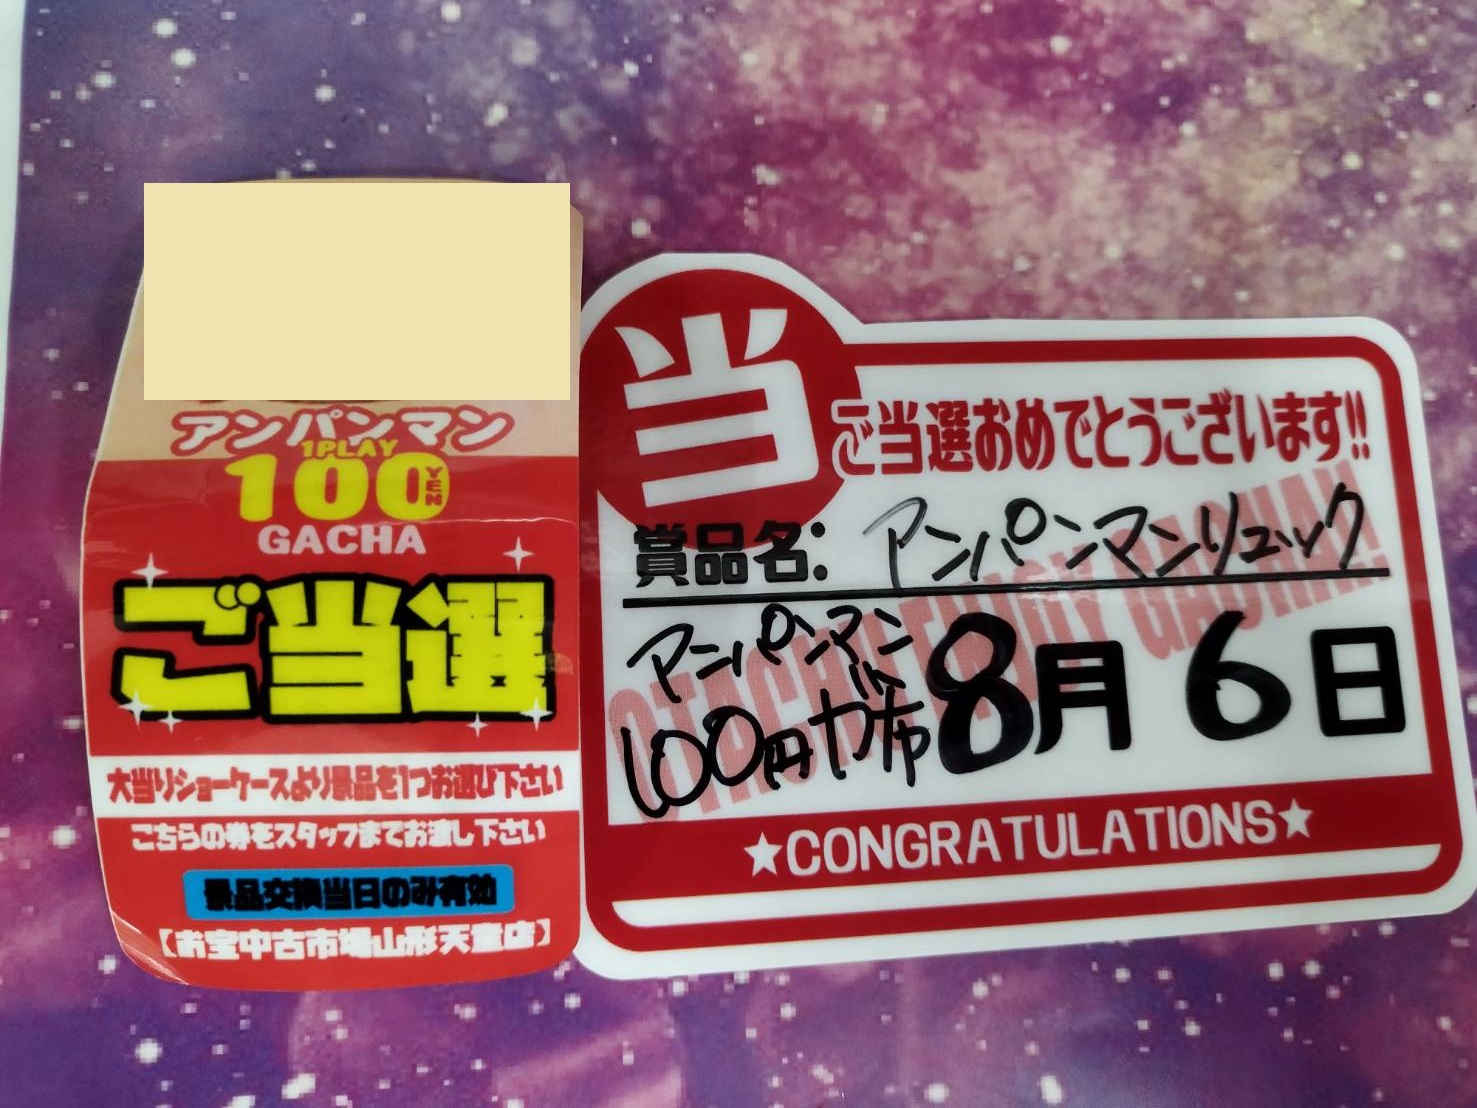 アンパンマン
1PLAY
100YEN
GACHA
ご当選
大当りショーケースより景品を1つお選び下さい
こちらの券をスタッフまでお渡し下さい
景品交換当日のみ有効
【お宝中古市場山形天童店】
当
ご当選おめでとうございます!!
賞品名: アンパンマンリュック
アンパンマン
100円ガチャ
8月6日
★CONGRATULATIONS★